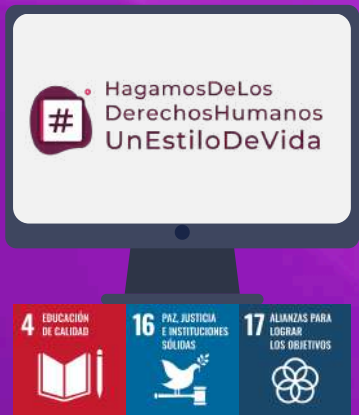 #
HagamosDeLos
DerechosHumanos
UnEstiloDeVida
4 EDUCACIÓN
DE CALIDAD
16 PAZ, JUSTICIA
E INSTITUCIONES
SÓLIDAS
17 ALIANZAS PARA
LOGRAR
LOS OBJETIVOS